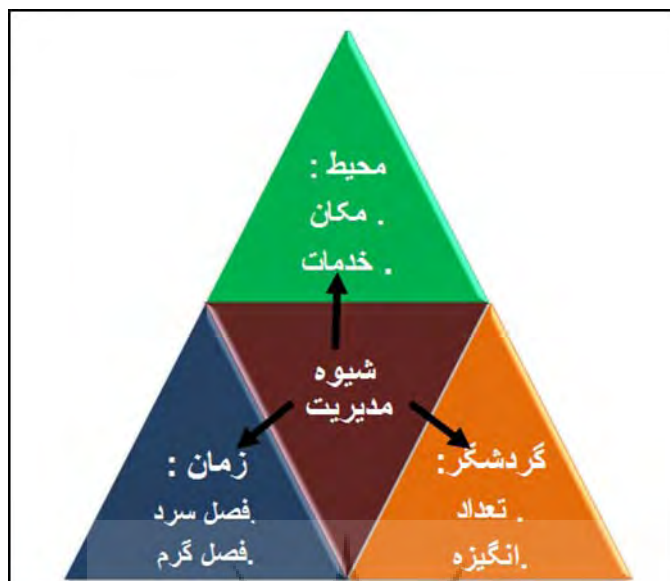 محیط :
. مکان
. خدمات
شیوه
مدیریت
گردشگر:
. تعداد
.انگیزه
زمان :
.فصل سرد
.فصل گرم